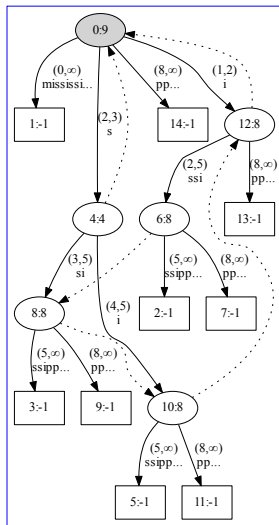 0:9
(0,∞)
mississi...
(2,3)
s
(8,∞)
pp...
(1,2)
i
1:-1
14:-1
12:8
(2,5)
ssi
(8,∞)
pp...
4:4
6:8
13:-1
(3,5)
si
(4,5)
i
(5,∞)
ssipp...
(8,∞)
pp...
8:8
2:-1
7:-1
(5,∞)
ssipp...
(8,∞)
pp...
3:-1
9:-1
10:8
(5,∞)
ssipp...
(8,∞)
pp...
5:-1
11:-1